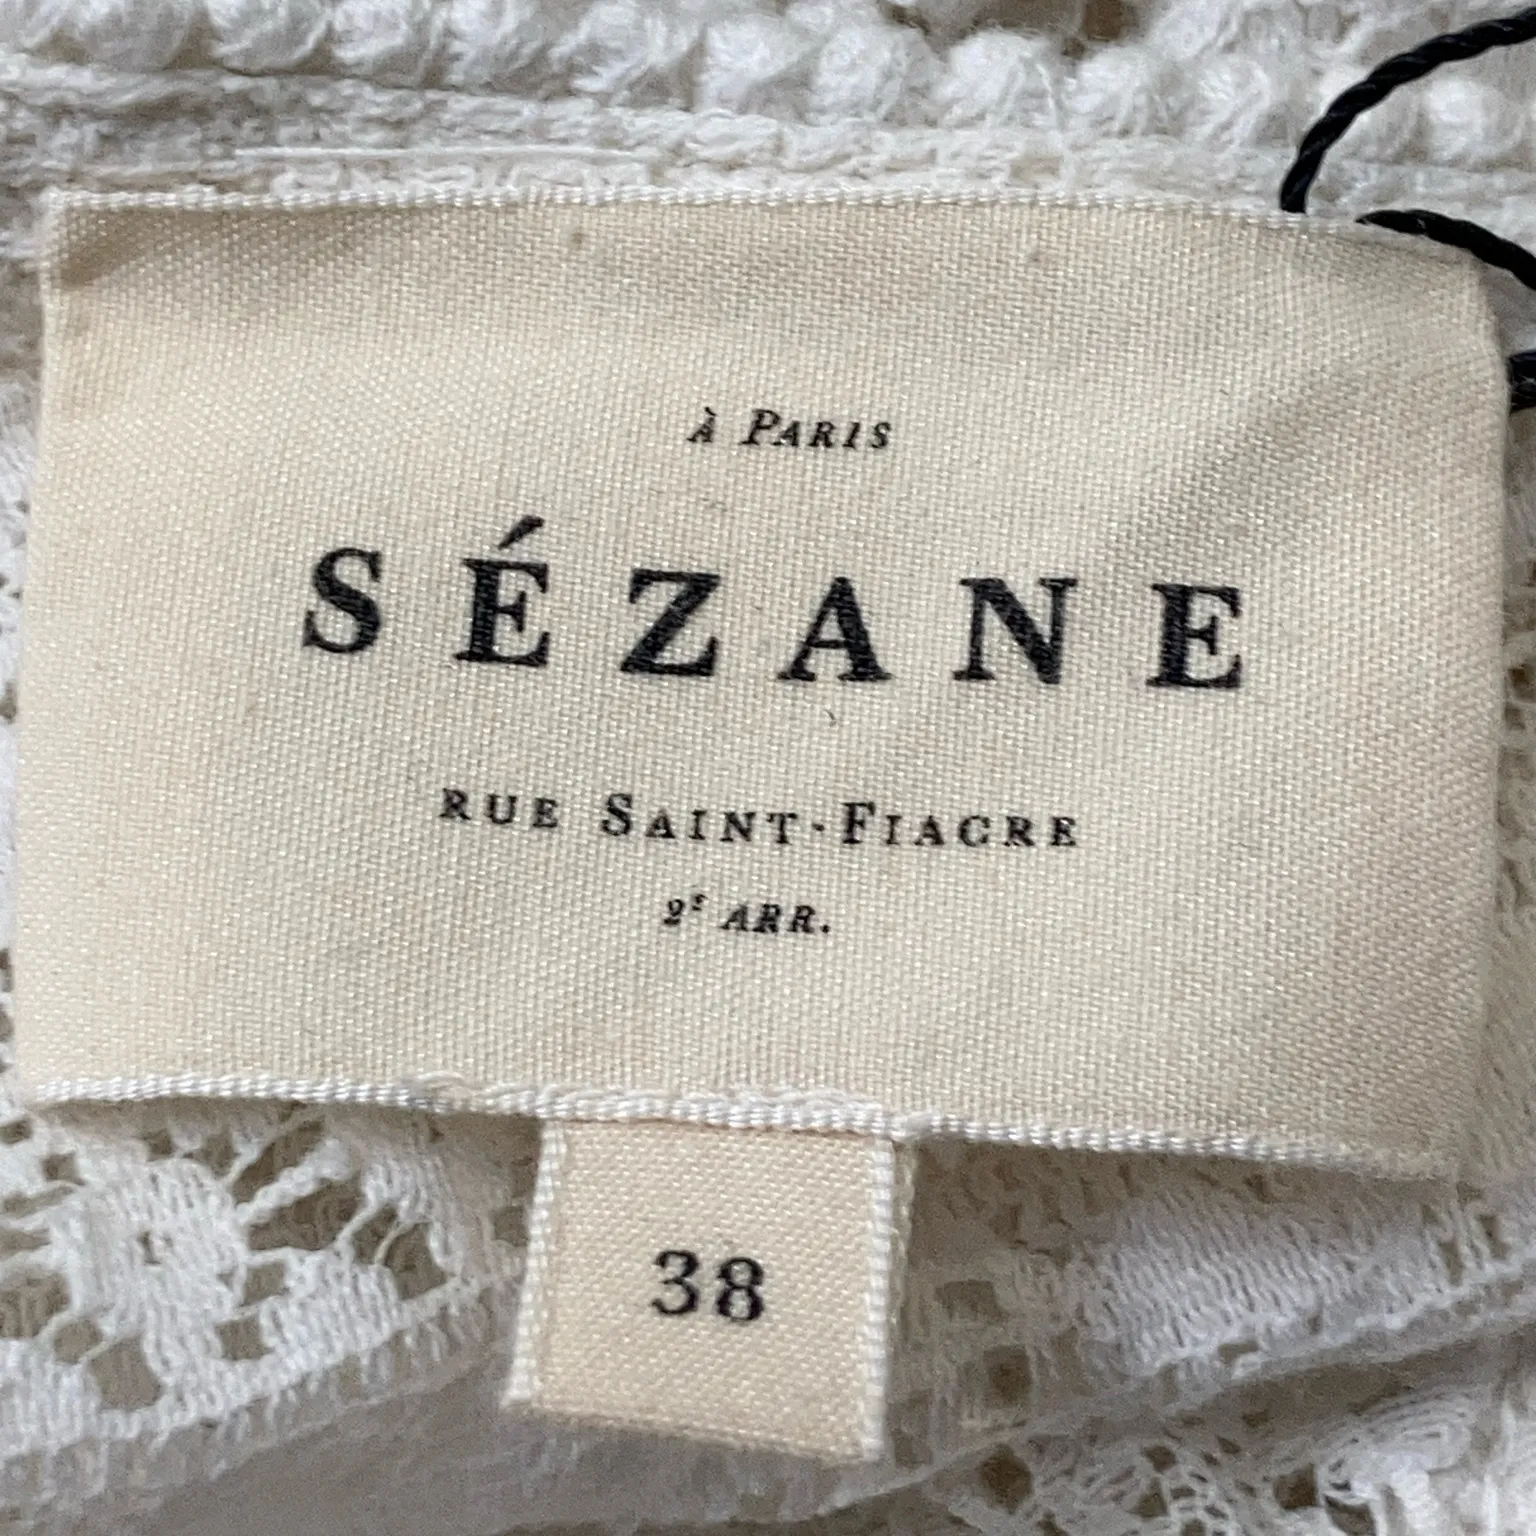 À PARIS
SÉZANE
RUE SAINT-FIACRE
2E ARR.
38